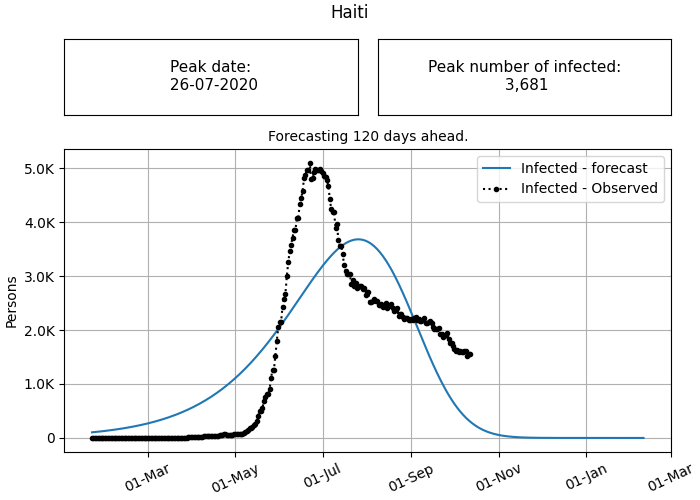 Haiti
Peak date:
26-07-2020
Peak number of infected:
3,681
Forecasting 120 days ahead.
Infected - forecast
Infected - Observed
Persons
5.0K
4.0K
3.0K
2.0K
1.0K
0
01-Mar
01-May
01-Jul
01-Sep
01-Nov
01-Jan
01-Mar